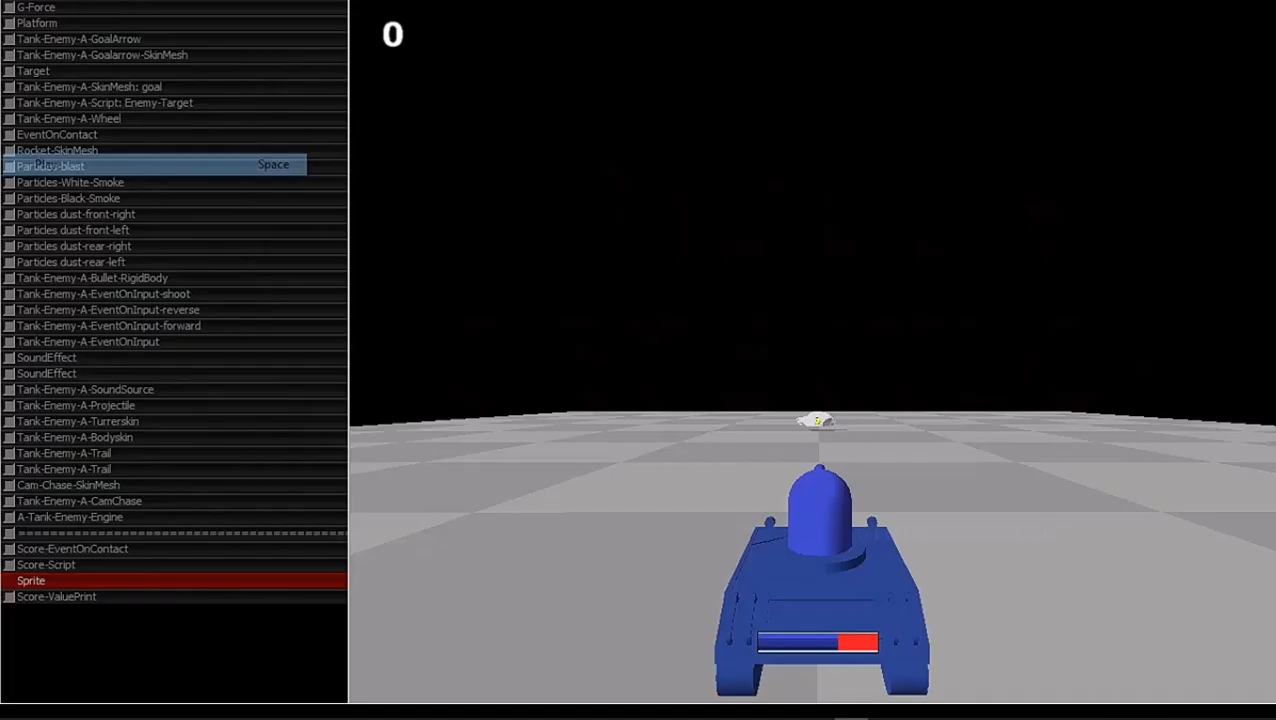 G-Force
0
Platform
Tank-Enemy-A-GoalArrow
Tank-Enemy-A-Goalarrow-SkinMesh
Target
Tank-Enemy-A-SkinMesh: goal
Tank-Enemy-A-Script: Enemy-Target
Tank-Enemy-A-Wheel
EventOnContact
Rocket-SkinMesh
Particles-blast
Space
Particles-White-Smoke
Particles-Black-Smoke
Particles dust-front-right
Particles dust-front-left
Particles dust-rear-right
Particles dust-rear-left
Tank-Enemy-A-Bullet-RigidBody
Tank-Enemy-A-EventOnInput-shoot
Tank-Enemy-A-EventOnInput-reverse
Tank-Enemy-A-EventOnInput-forward
Tank-Enemy-A-EventOnInput
SoundEffect
SoundEffect
Tank-Enemy-A-SoundSource
Tank-Enemy-A-Projectile
Tank-Enemy-A-Turrerskin
Tank-Enemy-A-Bodyskin
Tank-Enemy-A-Trail
Tank-Enemy-A-Trail
Cam-Chase-SkinMesh
Tank-Enemy-A-CamChase
A-Tank-Enemy-Engine
Score-EventOnContact
Score-Script
Sprite
Score-ValuePrint